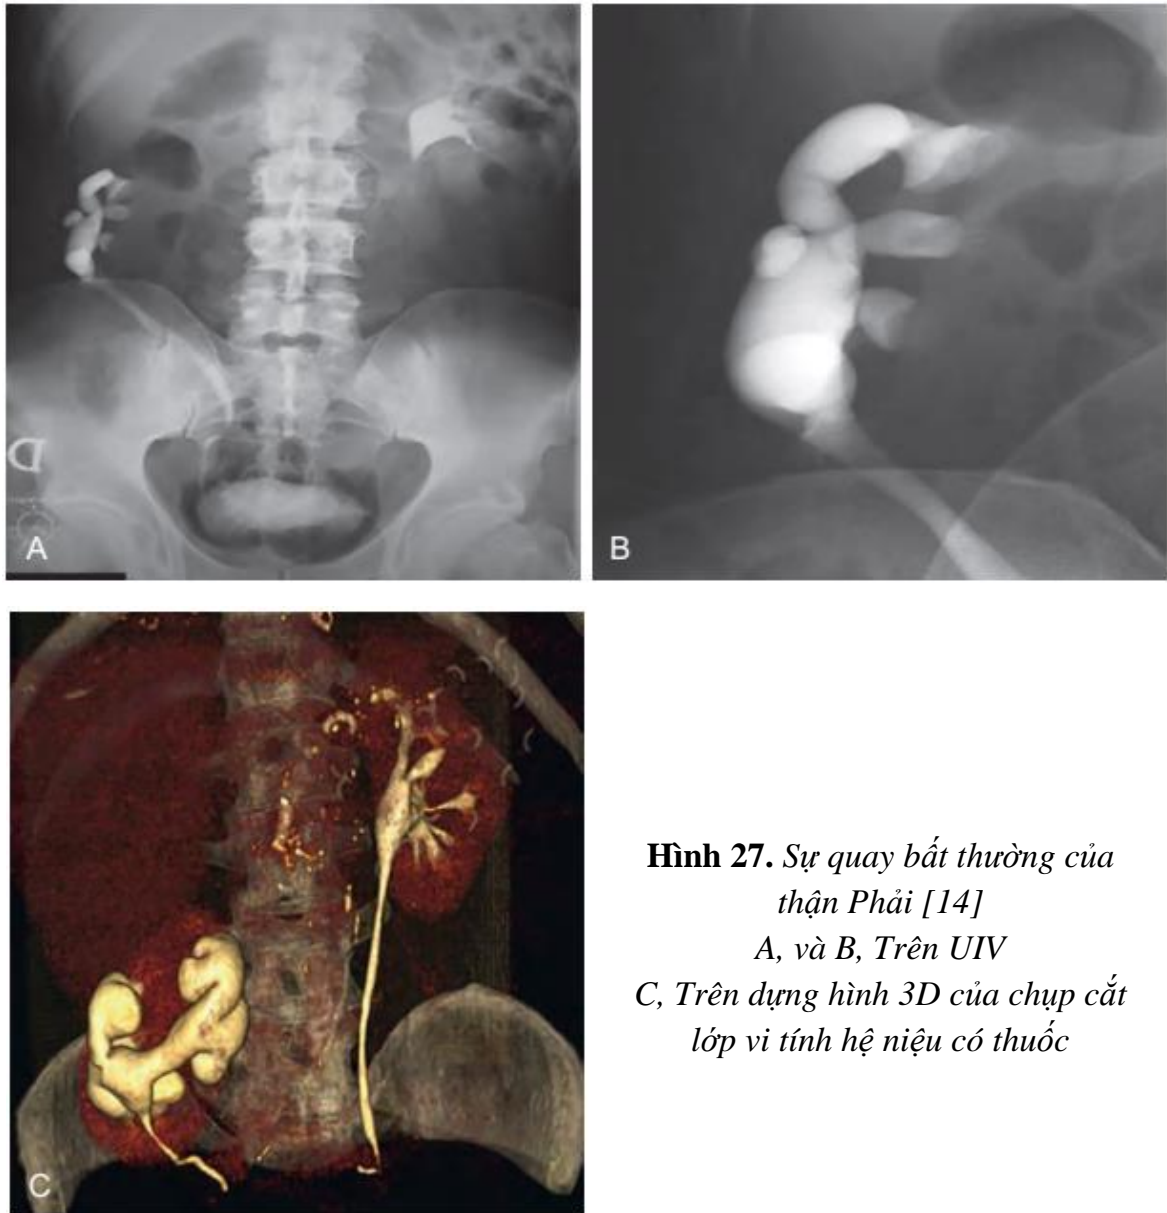 A
B
C
Hình 27. Sự quay bất thường của
thận Phải [14]
A, và B, Trên UIV
C, Trên dựng hình 3D của chụp cắt
lớp vi tính hệ niệu có thuốc